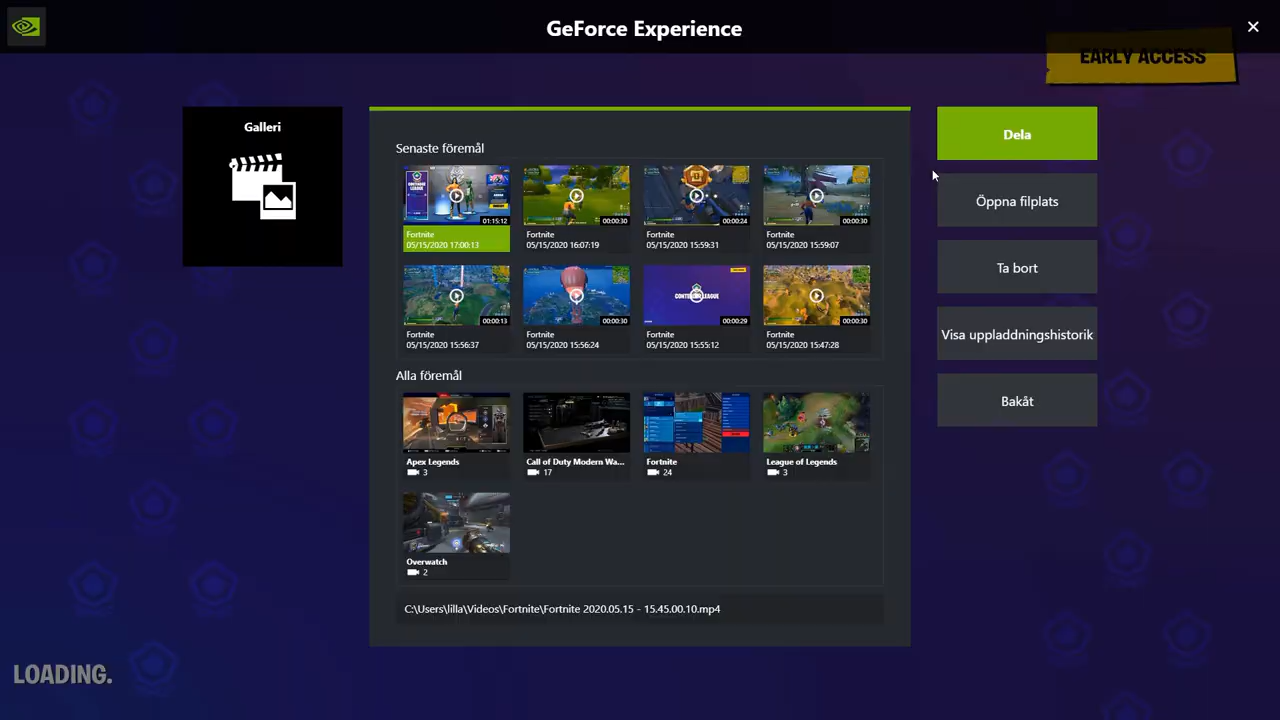 GeForce Experience
EARLY ACCESS
Galleri
Senaste föremål
01:15:12
00:00:30
00:00:24
00:00:30
Fortnite
05/15/2020 17:00:13
Fortnite
05/15/2020 16:07:19
Fortnite
05/15/2020 15:59:31
Fortnite
05/15/2020 15:59:07
00:00:13
00:00:30
00:00:29
00:00:30
Fortnite
05/15/2020 15:56:37
Fortnite
05/15/2020 15:56:24
Fortnite
05/15/2020 15:55:12
Fortnite
05/15/2020 15:47:28
Alla föremål
Apex Legends
3
Call of Duty Modern Wa...
17
Fortnite
24
League of Legends
3
Overwatch
2
C:\Users\lilla\Videos\Fortnite\Fortnite 2020.05.15 - 15.45.00.10.mp4
Dela
Öppna filplats
Ta bort
Visa uppladdningshistorik
Bakåt
LOADING.